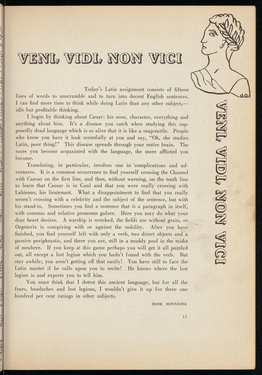 VENI, VIDI, NON VICI
Today's Latin assignment consists of fifteen
lines of words to unscramble and to turn into decent English sentences.
I can find more time to think while doing Latin than any other subject,—
idle but profitable thinking.
I begin by thinking about Cæsar: his nose, character, everything and
anything about him. It's a disease you catch when studying this sup-
posedly dead language which is so alive that it is like a snap-turtle. People
who know you have it look scornfully at you and say, "Oh, she studies
Latin, poor thing!" This disease spreads through your entire brain. The
more you become acquainted with the language, the more afflicted you
become.
Translating, in particular, involves one in complications and ad-
ventures. It is a common occurrence to find yourself crossing the Channel
with Caesar on the first line, and then, without warning, on the tenth line
to learn that Caesar is in Gaul and that you were really crossing with
Labienus, his lieutenant. What a disappointment to find that you really
weren't crossing with a celebrity and the subject of the sentence, but with
his stand-in. Sometimes you find a sentence that is a paragraph in itself,
with commas and relative pronouns galore. Here you may do what your
dear heart desires. A warship is wrecked, the fields are without grain, or
Orgetorix is conspiring with or against the nobility. After you have
finished, you find yourself left with only a verb, two direct objects and a
passive periphrastic, and there you are, still in a muddy pool in the midst
of nowhere. If you keep at this game perhaps you will get it all puzzled
out, all except a lost legion which you hadn't found with the verb. But
stay awhile; you aren't getting off that easily! You have still to face the
Latin master if he calls upon you to recite! He knows where the lost
legion is and expects you to tell him.
You must think that I detest this ancient language, but for all the
tears, headaches and lost legions, I wouldn't give it up for three one
hundred per cent ratings in other subjects.
ROSE BONNASSA
11
VENI, VIDI, NON VICI